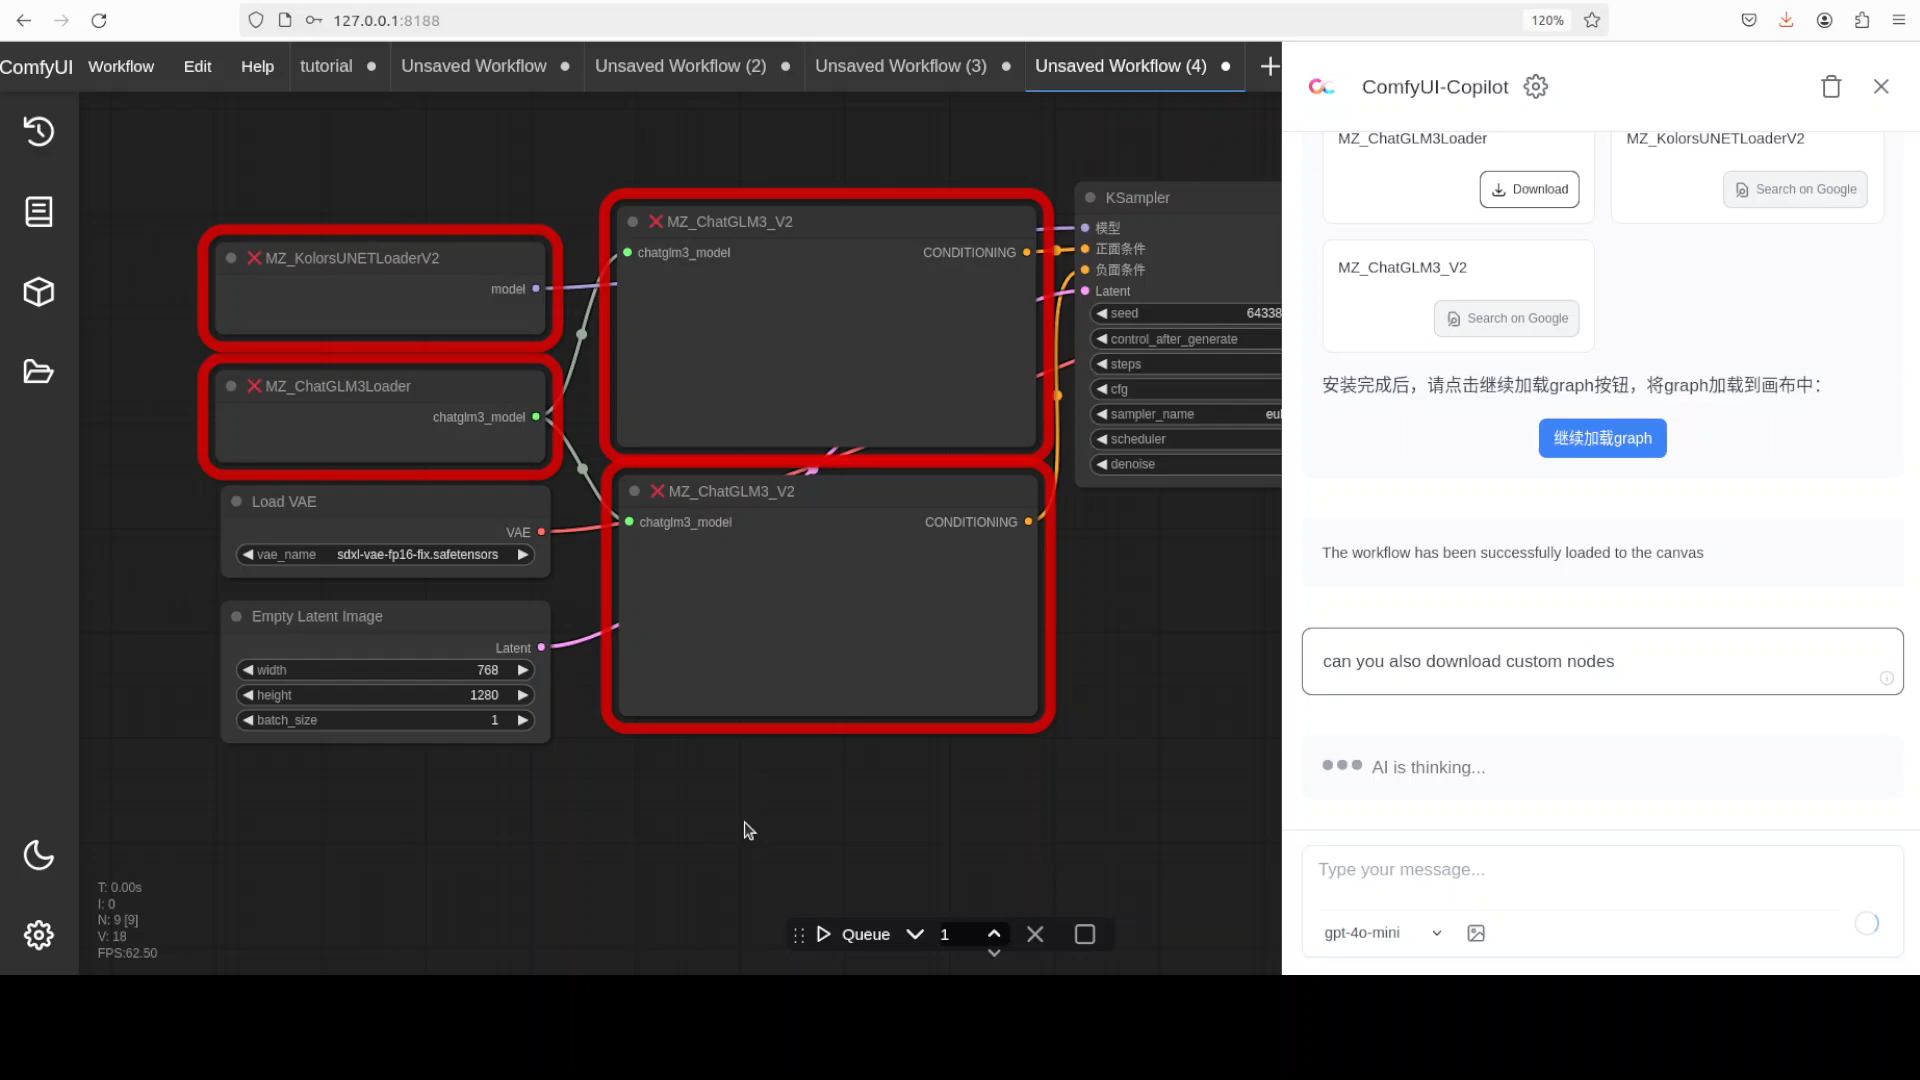 127.0.0.1:8188
120%
ComfyUI
Workflow
Edit
Help
tutorial
Unsaved Workflow
Unsaved Workflow (2)
Unsaved Workflow (3)
Unsaved Workflow (4)
MZ_KolorsUNETLoaderV2
model
MZ_ChatGLM3Loader
chatglm3_model
Load VAE
VAE
vae_name sdxl-vae-fp16-fix.safetensors
Empty Latent Image
Latent
width 768
height 1280
batch_size 1
MZ_ChatGLM3_V2
chatglm3_model CONDITIONING
MZ_ChatGLM3_V2
chatglm3_model CONDITIONING
KSampler
模型
正面条件
负面条件
Latent
seed 64338
control_after_generate
steps
cfg
sampler_name eul
scheduler
denoise
T: 0.00s
I: 0
N: 9 [9]
V: 18
FPS:62.50
Queue
1
ComfyUI-Copilot
MZ_ChatGLM3Loader
Download
MZ_KolorsUNETLoaderV2
Search on Google
MZ_ChatGLM3_V2
Search on Google
安装完成后，请点击继续加载graph按钮，将graph加载到画布中：
继续加载graph
The workflow has been successfully loaded to the canvas
can you also download custom nodes
AI is thinking...
Type your message...
gpt-4o-mini